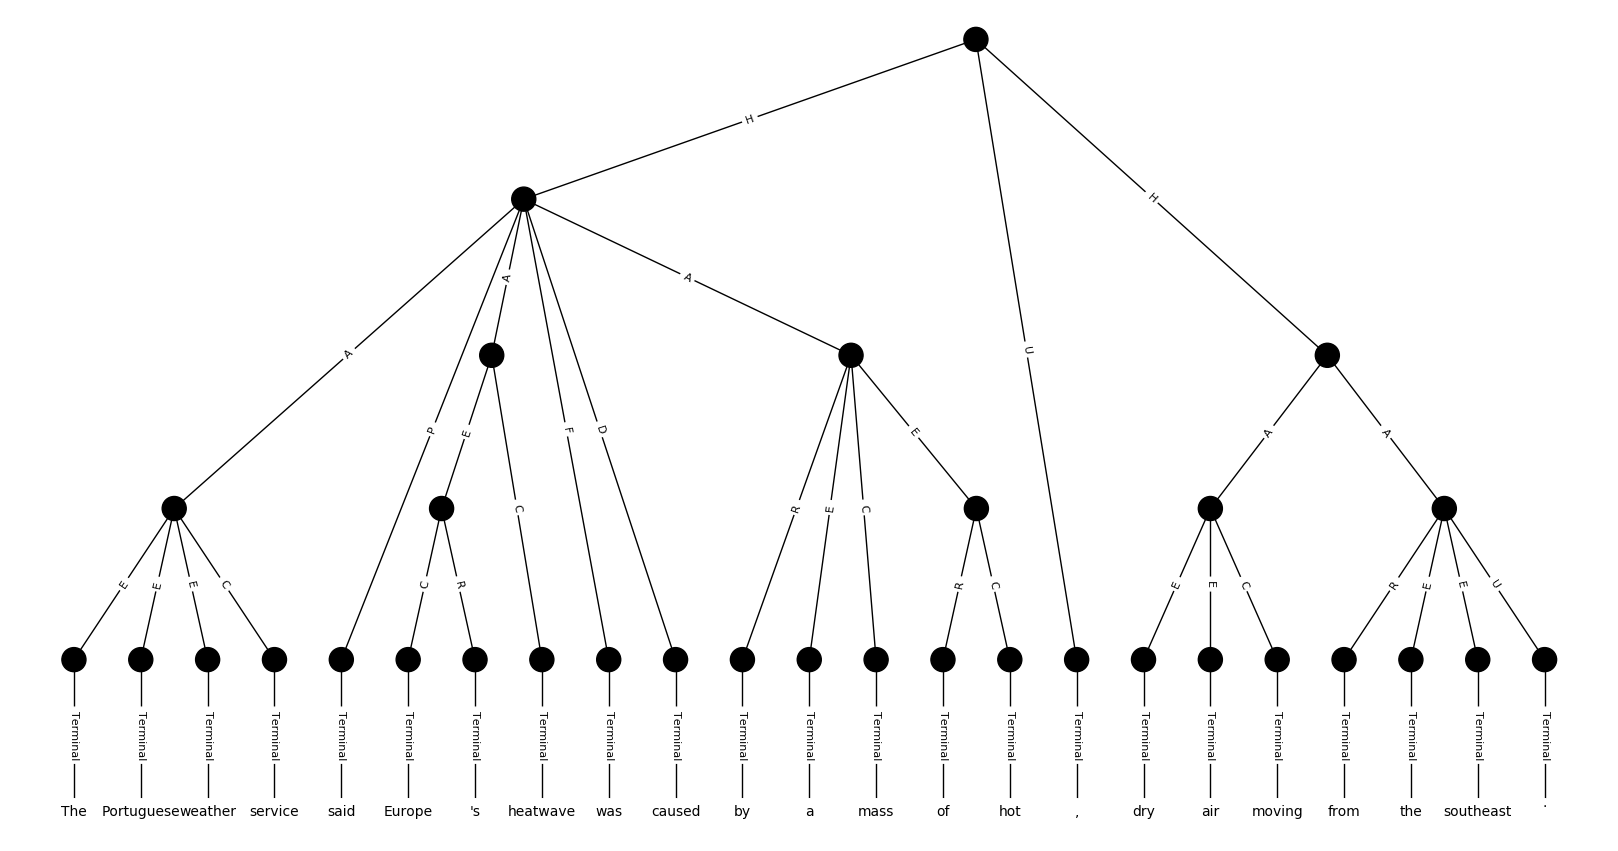 H
H
A
A
P
A
U
F
D
E
A
A
C
R
E
C
E
E
E
E
C
C
R
R
C
E
E
C
R
E
E
U
Terminal Terminal Terminal Terminal Terminal Terminal Terminal Terminal Terminal Terminal Terminal Terminal Terminal Terminal Terminal Terminal Terminal Terminal Terminal Terminal Terminal Terminal Terminal
The Portuguese weather service said Europe 's heatwave was caused by a mass of hot , dry air moving from the southeast .